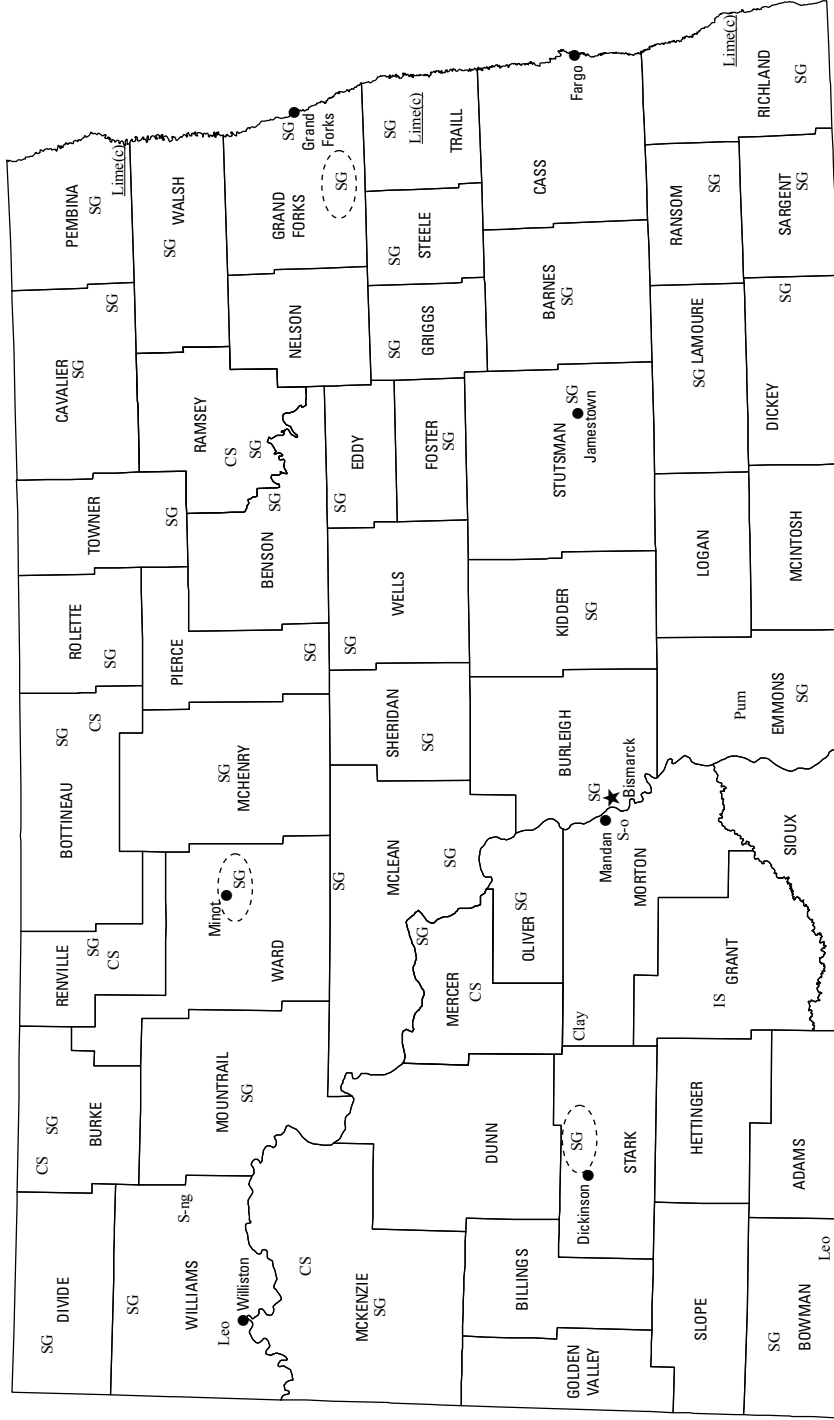 DIVIDE
SG
BURKE
CS
SG
RENVILLE
SG
CS
BOTTINEAU
SG
CS
ROLETTE
SG
TOWNER
SG
CAVALIER
SG
SG
PEMBINA
SG
Lime(c)
WILLIAMS
SG
S-ng
Leo
Williston
MOUNTRAIL
SG
WARD
Minot
SG
SG
MCHENRY
SG
PIERCE
SG
BENSON
SG
RAMSEY
CS
SG
WALSH
SG
NELSON
GRAND
FORKS
SG
SG
Grand
Forks
MCKENZIE
SG
CS
DUNN
MERCER
CS
SG
MCLEAN
SG
SHERIDAN
SG
WELLS
SG
EDDY
SG
FOSTER
SG
GRIGGS
SG
STEELE
SG
TRAILL
SG
Lime(c)
OLIVER
SG
GOLDEN
VALLEY
BILLINGS
STARK
Dickinson
SG
MORTON
Clay
Mandan
S-o
BURLEIGH
SG
Bismarck
KIDDER
SG
STUTSMAN
SG
Jamestown
BARNES
SG
CASS
Fargo
SLOPE
HETTINGER
GRANT
IS
BOWMAN
SG
Leo
ADAMS
SIOUX
EMMONS
Pum
SG
LOGAN
MCINTOSH
LAMOURE
SG
DICKEY
SG
RANSOM
SG
SARGENT
SG
RICHLAND
Lime(c)
SG